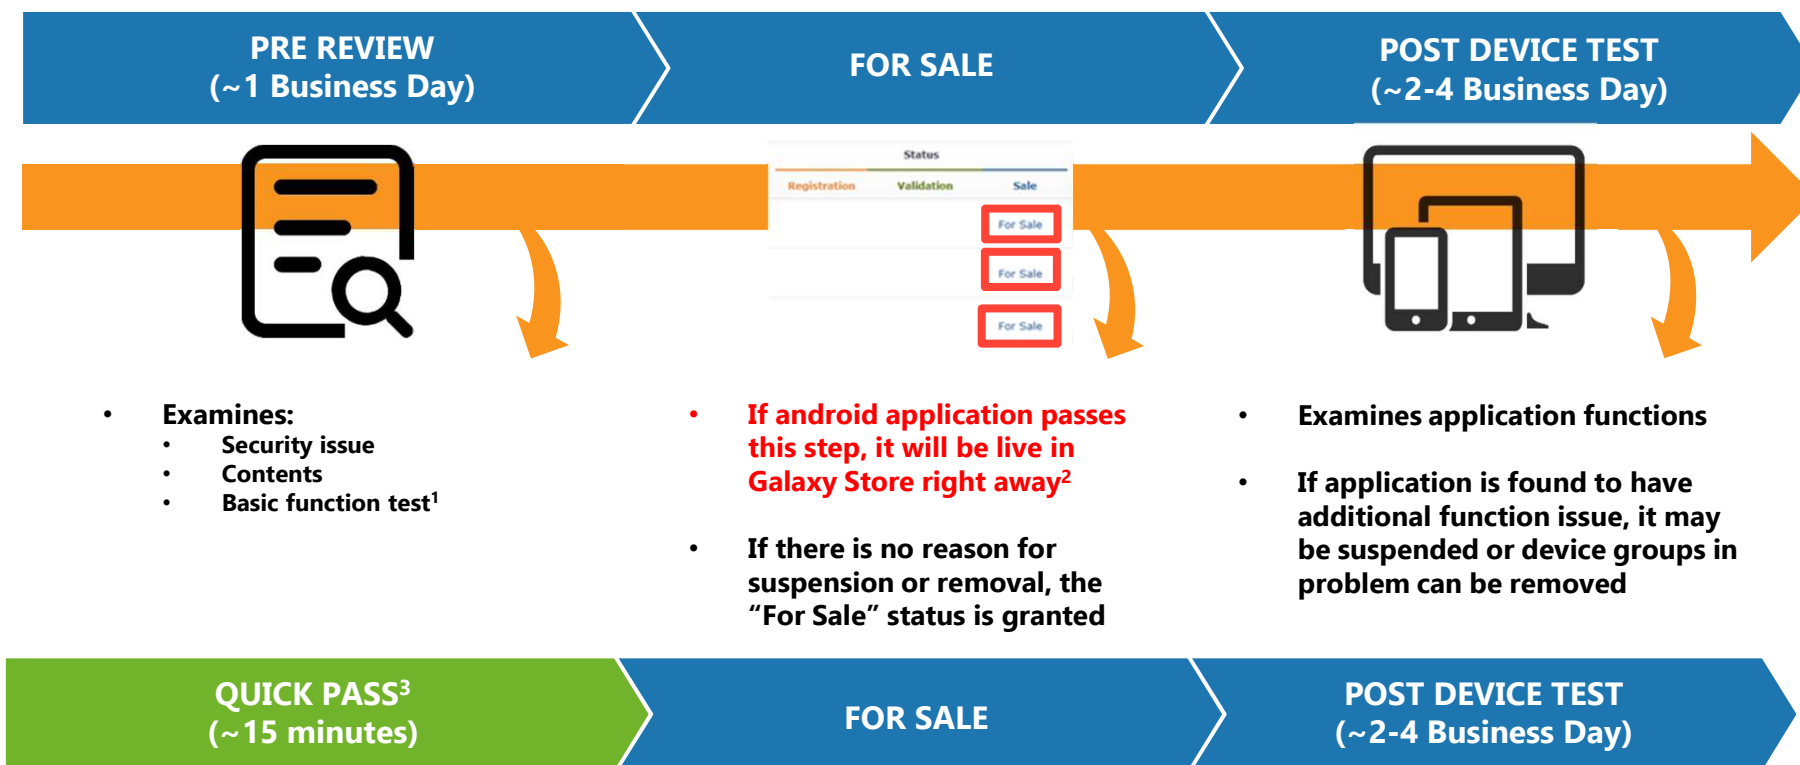 PRE REVIEW
(~1 Business Day)
FOR SALE
POST DEVICE TEST
(~2-4 Business Day)
Status
Registration Validation Sale
For Sale
For Sale
For Sale
• Examines:
• Security issue
• Contents
• Basic function test¹
• If android application passes
this step, it will be live in
Galaxy Store right away²
• If there is no reason for
suspension or removal, the
“For Sale” status is granted
• Examines application functions
• If application is found to have
additional function issue, it may
be suspended or device groups in
problem can be removed
QUICK PASS³
(~15 minutes)
FOR SALE
POST DEVICE TEST
(~2-4 Business Day)